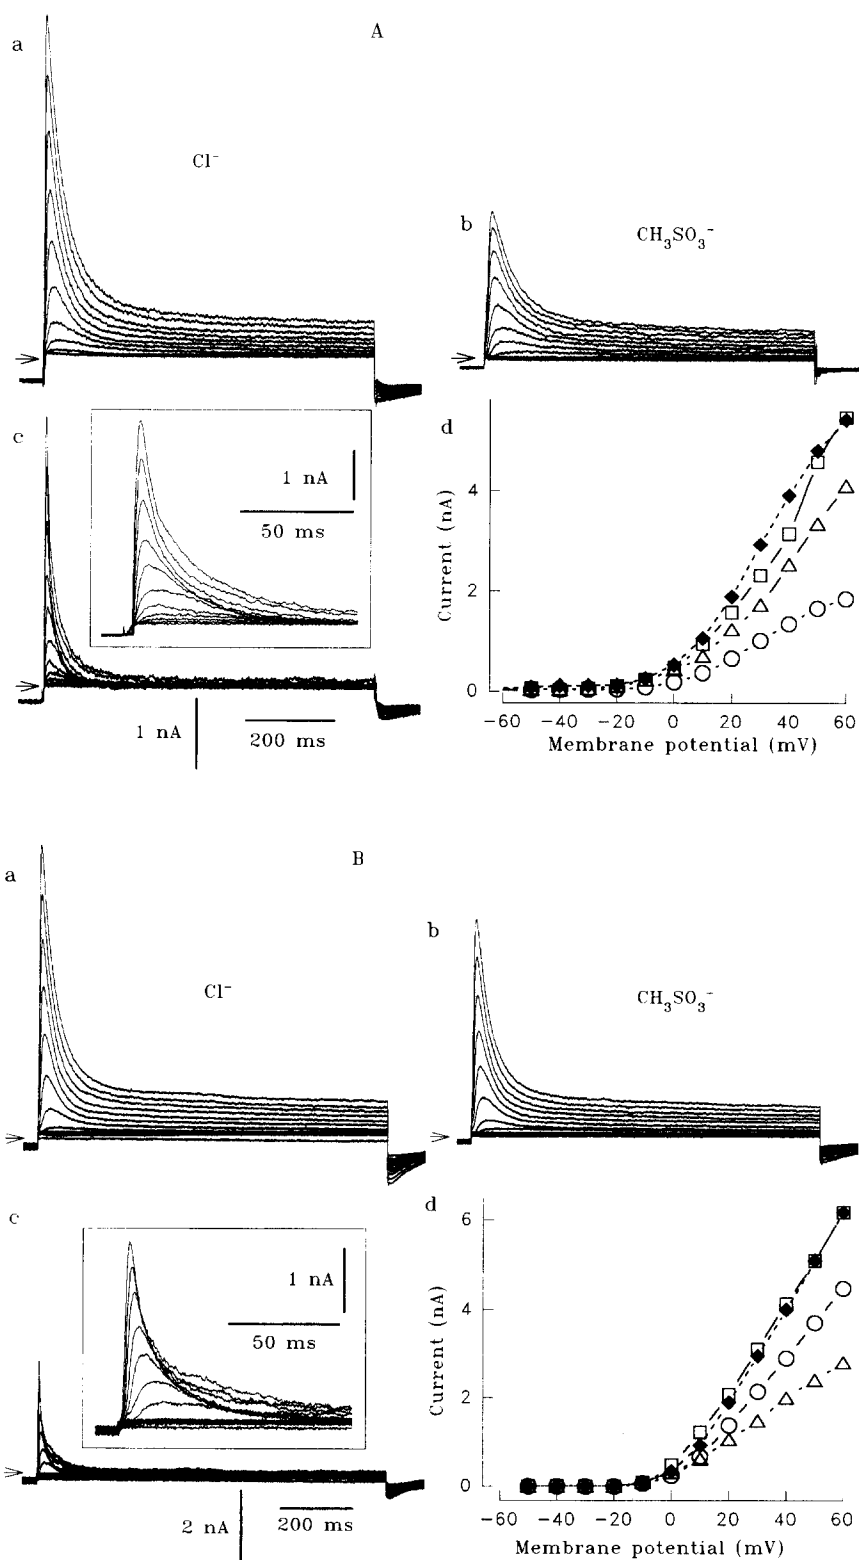 A
a
Cl⁻
b
CH₃SO₃⁻
c
1 nA
50 ms
1 nA
200 ms
d
Current (nA)
4
2
0
−60 −40 −20 0 20 40 60
Membrane potential (mV)
B
a
Cl⁻
b
CH₃SO₃⁻
c
1 nA
50 ms
2 nA
200 ms
d
Current (nA)
6
4
2
0
−60 −40 −20 0 20 40 60
Membrane potential (mV)